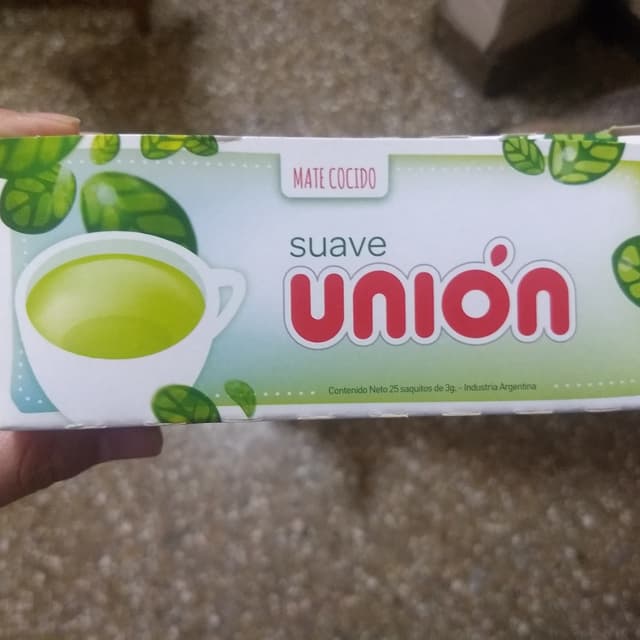 MATE COCIDO
suave
unión
Contenido Neto 25 saquitos de 3g. - Industria Argentina